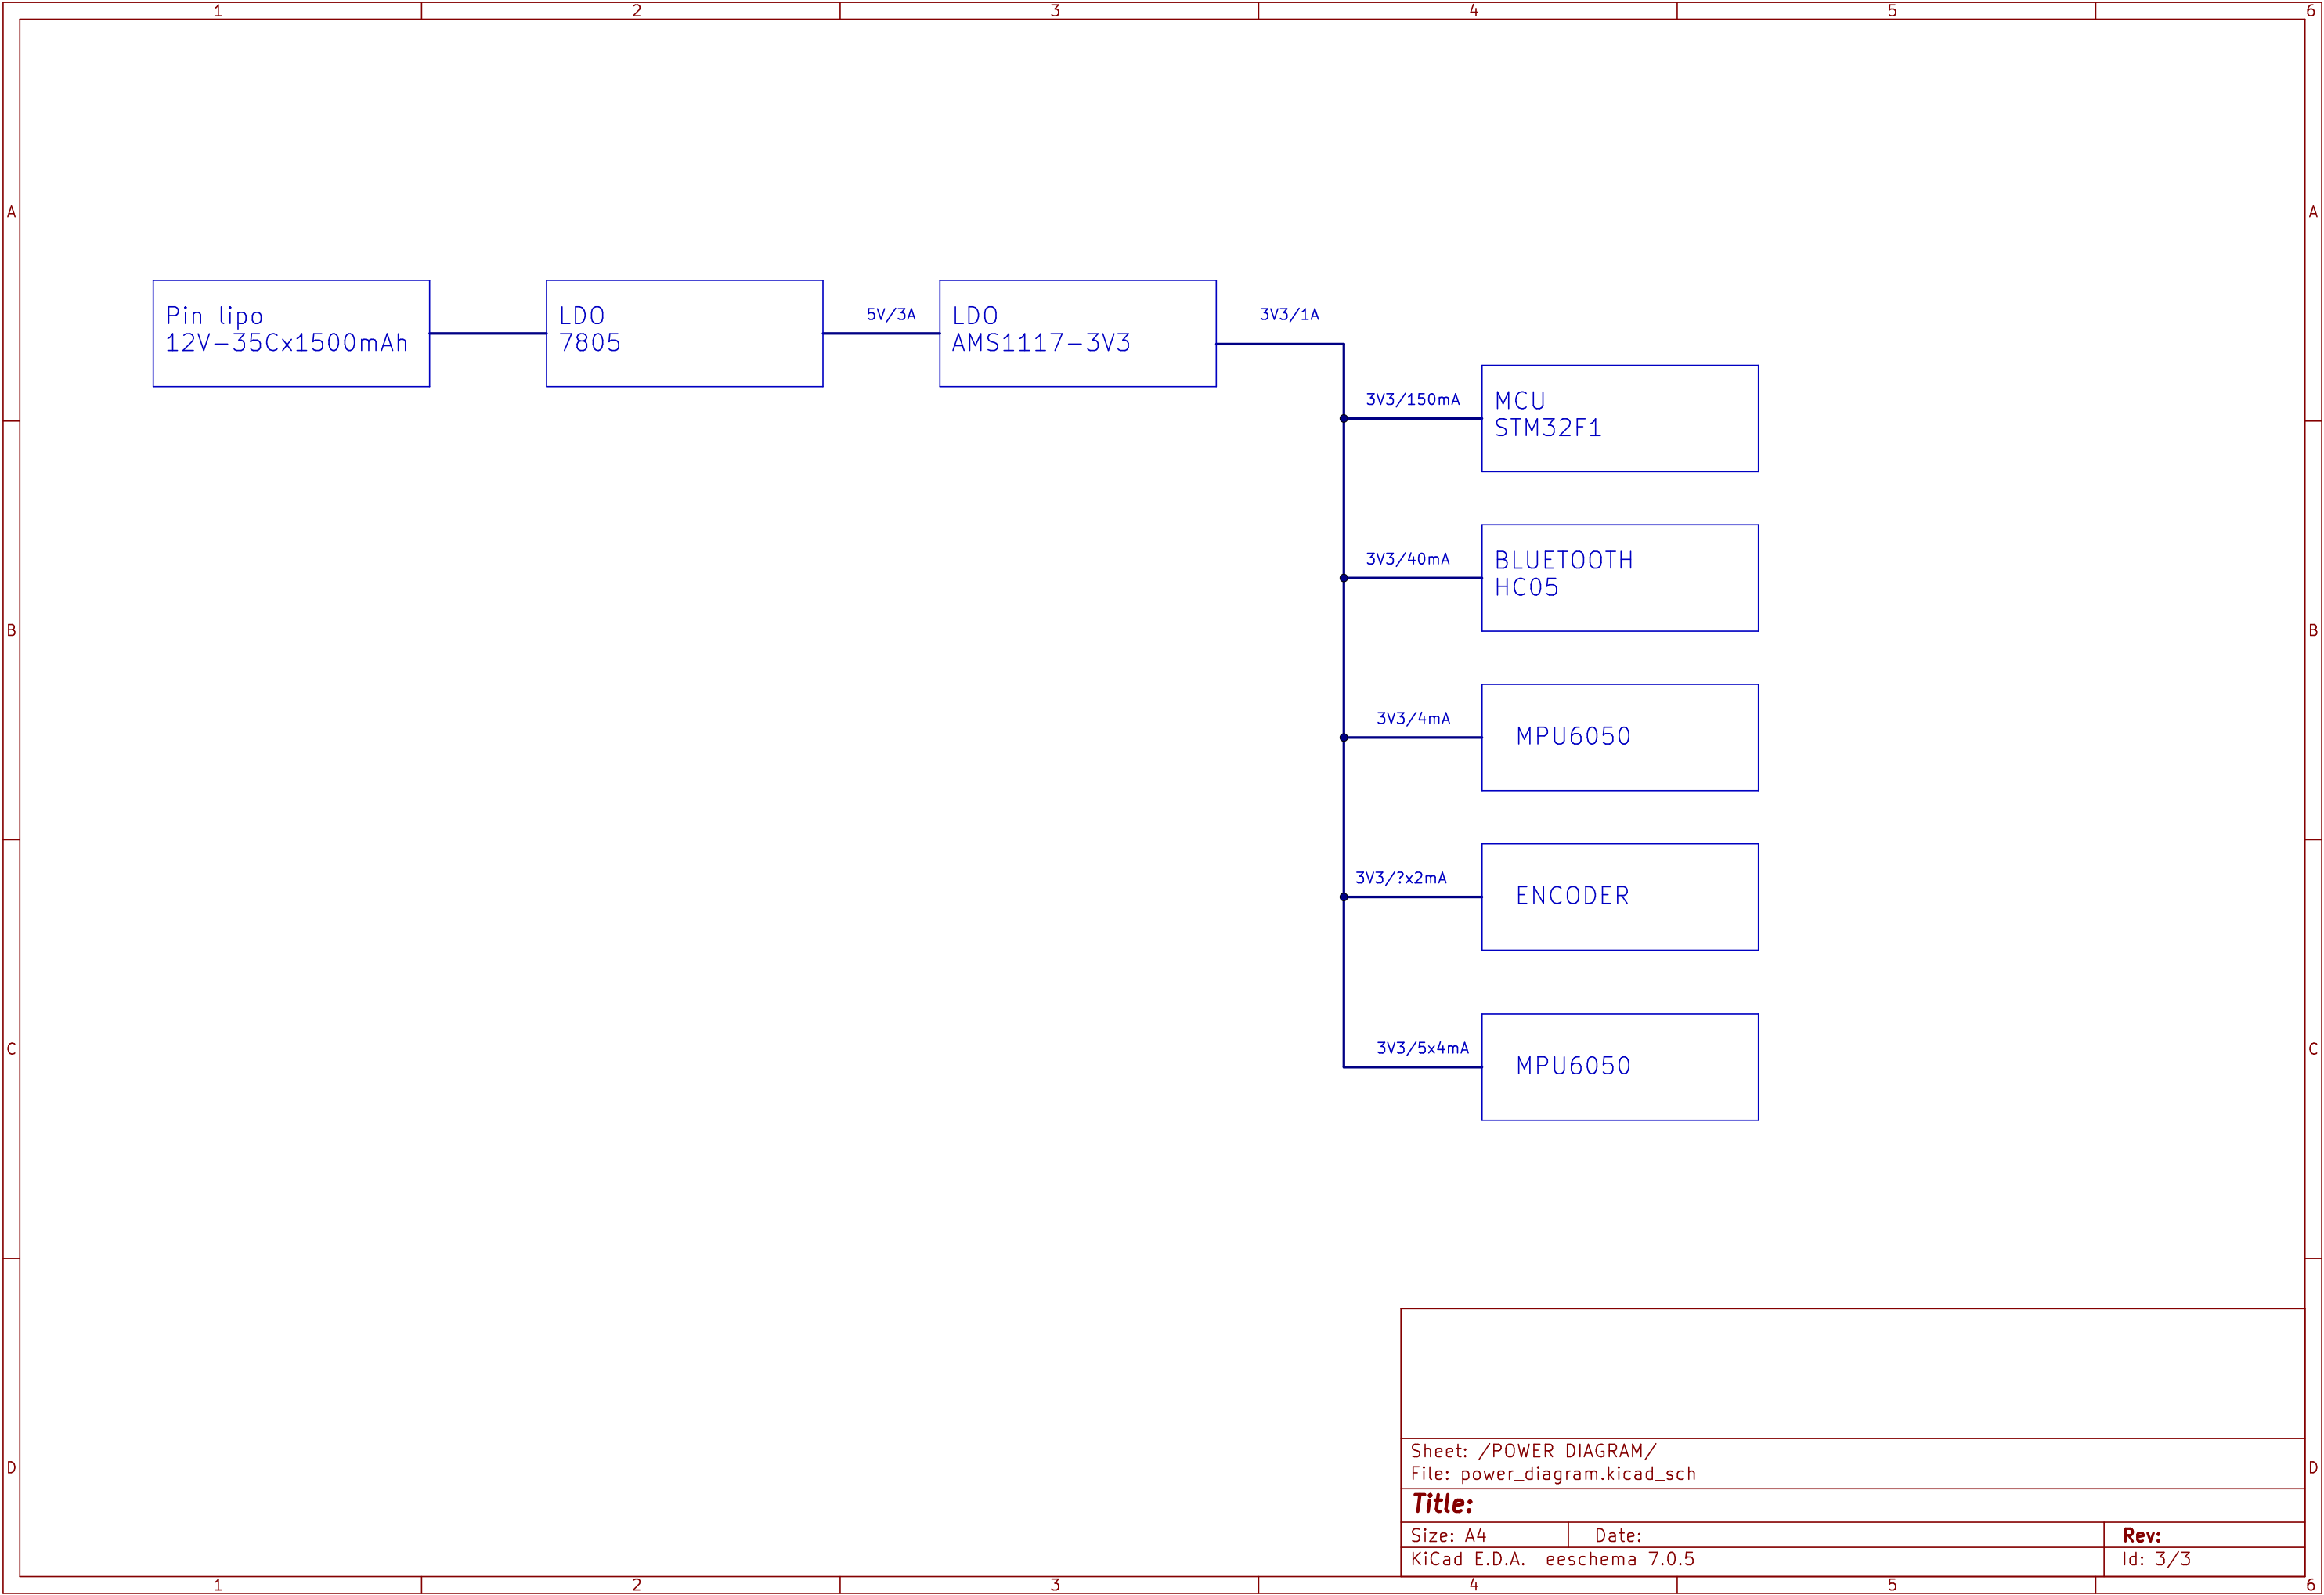 1 2 3 4 5 6
A A
Pin lipo
12V-35Cx1500mAh
LDO
7805
5V/3A
LDO
AMS1117-3V3
3V3/1A
3V3/150mA
MCU
STM32F1
3V3/40mA
BLUETOOTH
HC05
B B
3V3/4mA
MPU6050
3V3/?x2mA
ENCODER
C C
3V3/5x4mA
MPU6050
D D
Sheet: /POWER DIAGRAM/
File: power_diagram.kicad_sch
Title:
Size: A4 Date: Rev:
KiCad E.D.A. eeschema 7.0.5 Id: 3/3
1 2 3 4 5 6